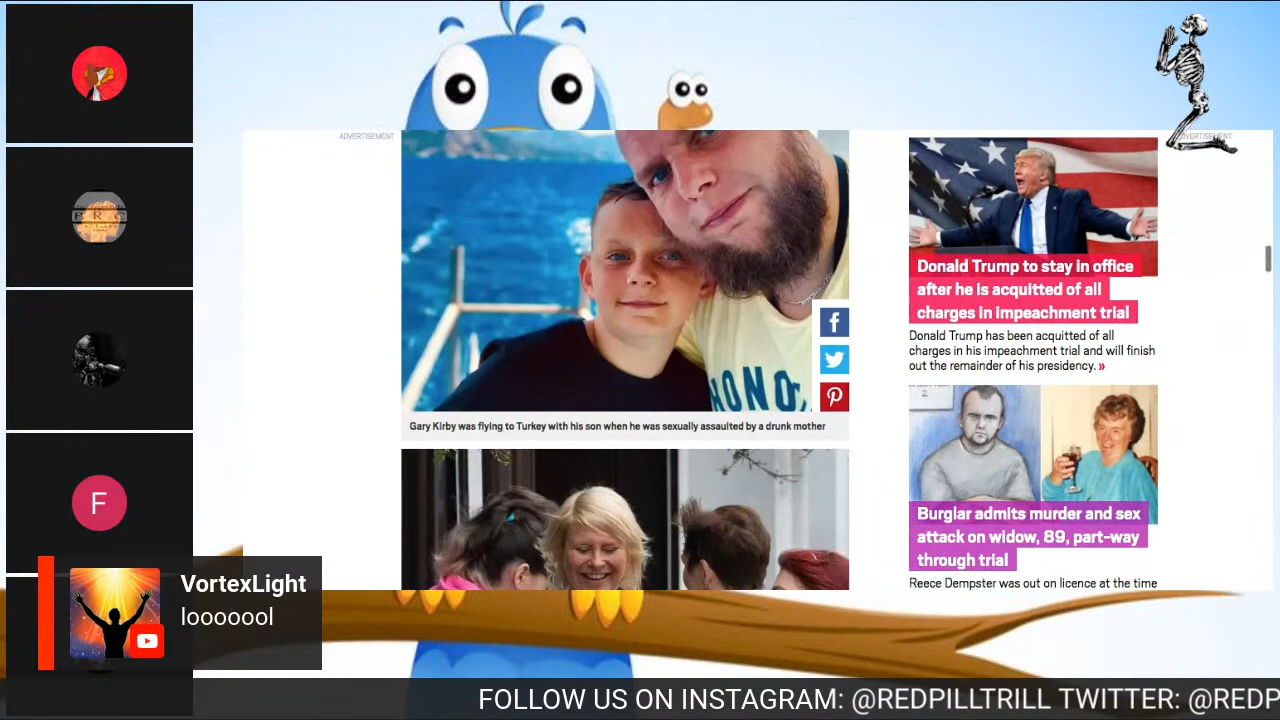 ADVERTISEMENT
Gary Kirby was flying to Turkey with his son when he was sexually assaulted by a drunk mother
Donald Trump to stay in office
after he is acquitted of all
charges in impeachment trial
Donald Trump has been acquitted of all
charges in his impeachment trial and will finish
out the remainder of his presidency. »
Burglar admits murder and sex
attack on widow, 89, part-way
through trial
Reece Dempster was out on licence at the time
F
VortexLight
rooooool
FOLLOW US ON INSTAGRAM: @REDPILLTRILL TWITTER: @REDP